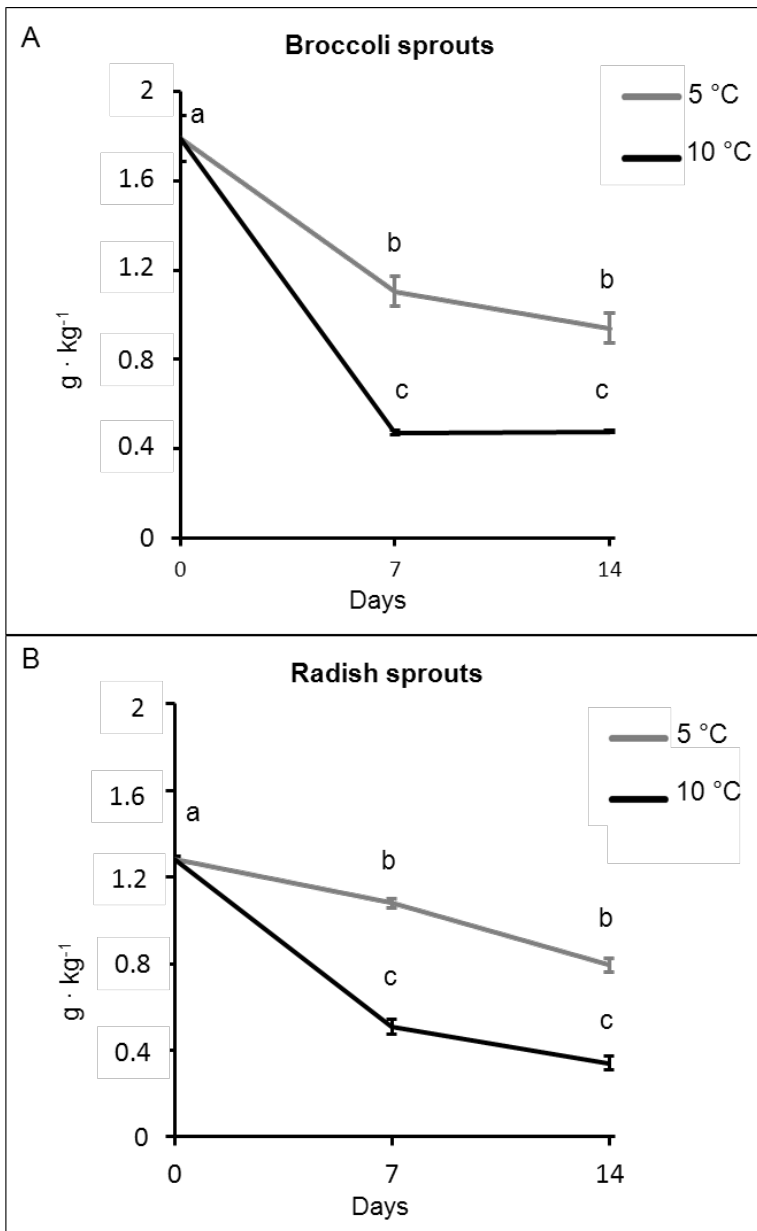 A
Broccoli sprouts
5 °C
10 °C
2
1.6
1.2
0.8
0.4
0
g · kg⁻¹
a
b
b
c
c
0 7 14
Days
B
Radish sprouts
5 °C
10 °C
2
1.6
1.2
0.8
0.4
0
g · kg⁻¹
a
b
b
c
c
0 7 14
Days